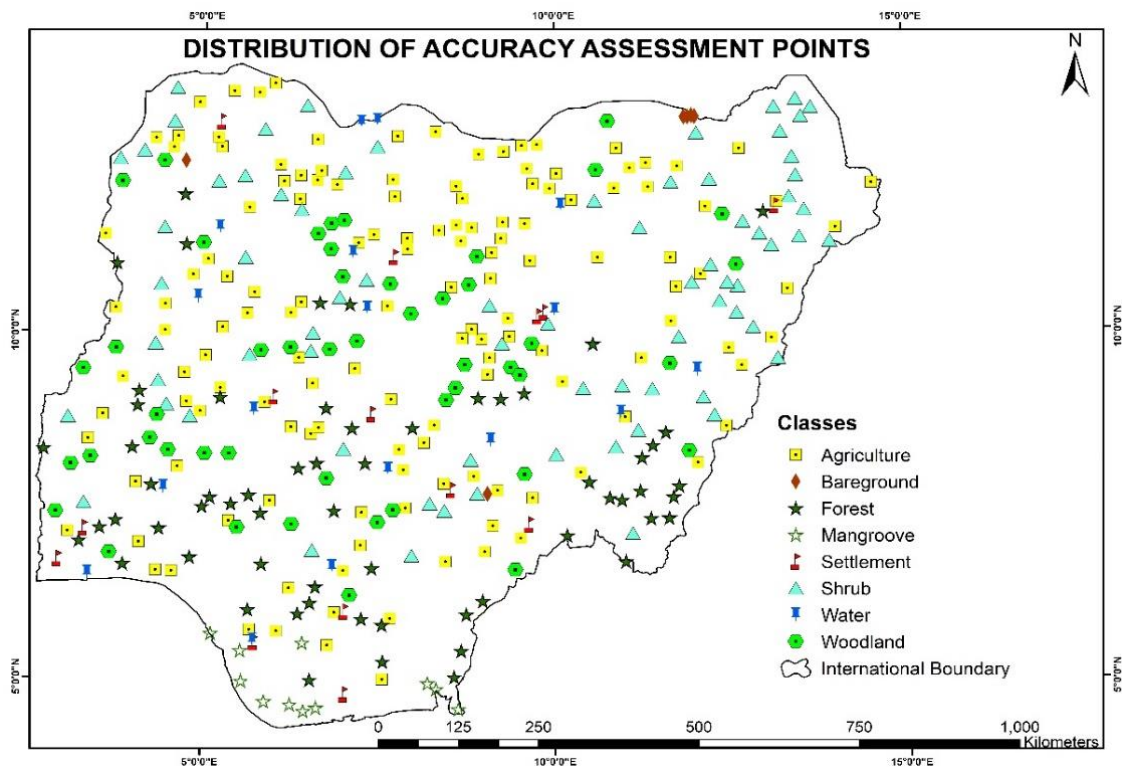 5°0'0"E 10°0'0"E 15°0'0"E
DISTRIBUTION OF ACCURACY ASSESSMENT POINTS
N
10°0'0"N 10°0'0"N
Classes
Agriculture
Bareground
Forest
Mangroove
Settlement
Shrub
Water
Woodland
International Boundary
5°0'0"N 5°0'0"N
0 125 250 500 750 1,000
Kilometers
5°0'0"E 10°0'0"E 15°0'0"E